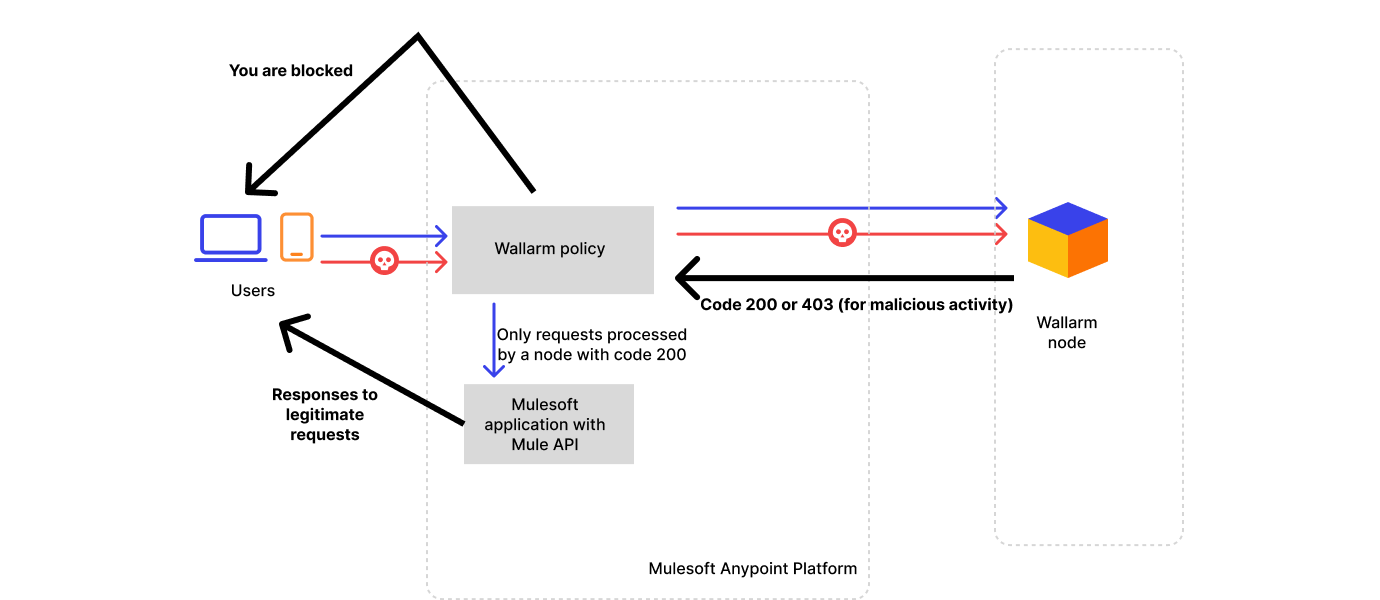 You are blocked
Wallarm policy
Users
Code 200 or 403 (for malicious activity)
Wallarm
node
Only requests processed
by a node with code 200
Responses to
legitimate
requests
Mulesoft
application with
Mule API
Mulesoft Anypoint Platform